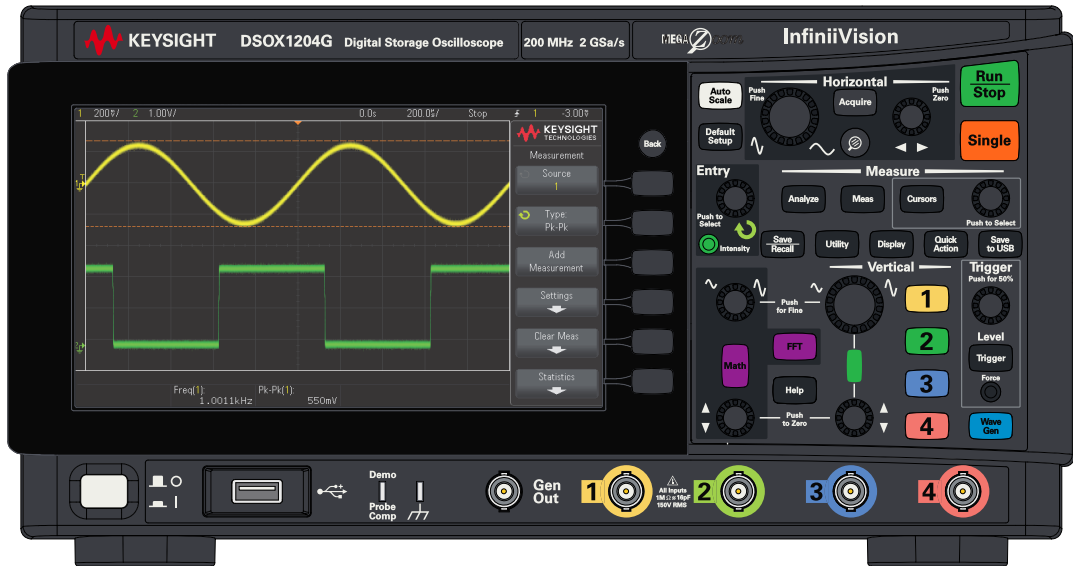 KEYSIGHT DSOX1204G Digital Storage Oscilloscope 200 MHz 2 GSa/s MEGA Zoom InfiniiVision
1 200mV/ 2 1.00V/ 0.0s 200.0s/ Stop 1 -3.00V
KEYSIGHT
TECHNOLOGIES
Measurement
Source
1
Type:
Pk-Pk
Add
Measurement
Settings
Clear Meas
Statistics
T
1
2
Freq(1): Pk-Pk(1):
1.0011kHz 550mV
Back
Auto
Scale
Default
Setup
Horizontal
Push
Fine
Acquire
Push
Zero
Run
Stop
Single
Entry
Push to
Select
Intensity
Measure
Analyze
Meas
Cursors
Push to Select
Save
Recall
Utility
Display
Quick
Action
Save
to USB
Vertical
Push
for Fine
1
2
3
4
FFT
Math
Help
Push
to Zero
Trigger
Push for 50%
Level
Trigger
Force
Wave
Gen
Demo
Probe
Comp
Gen
Out
1
All Inputs
1MΩ≅16pF
150V RMS
2
3
4